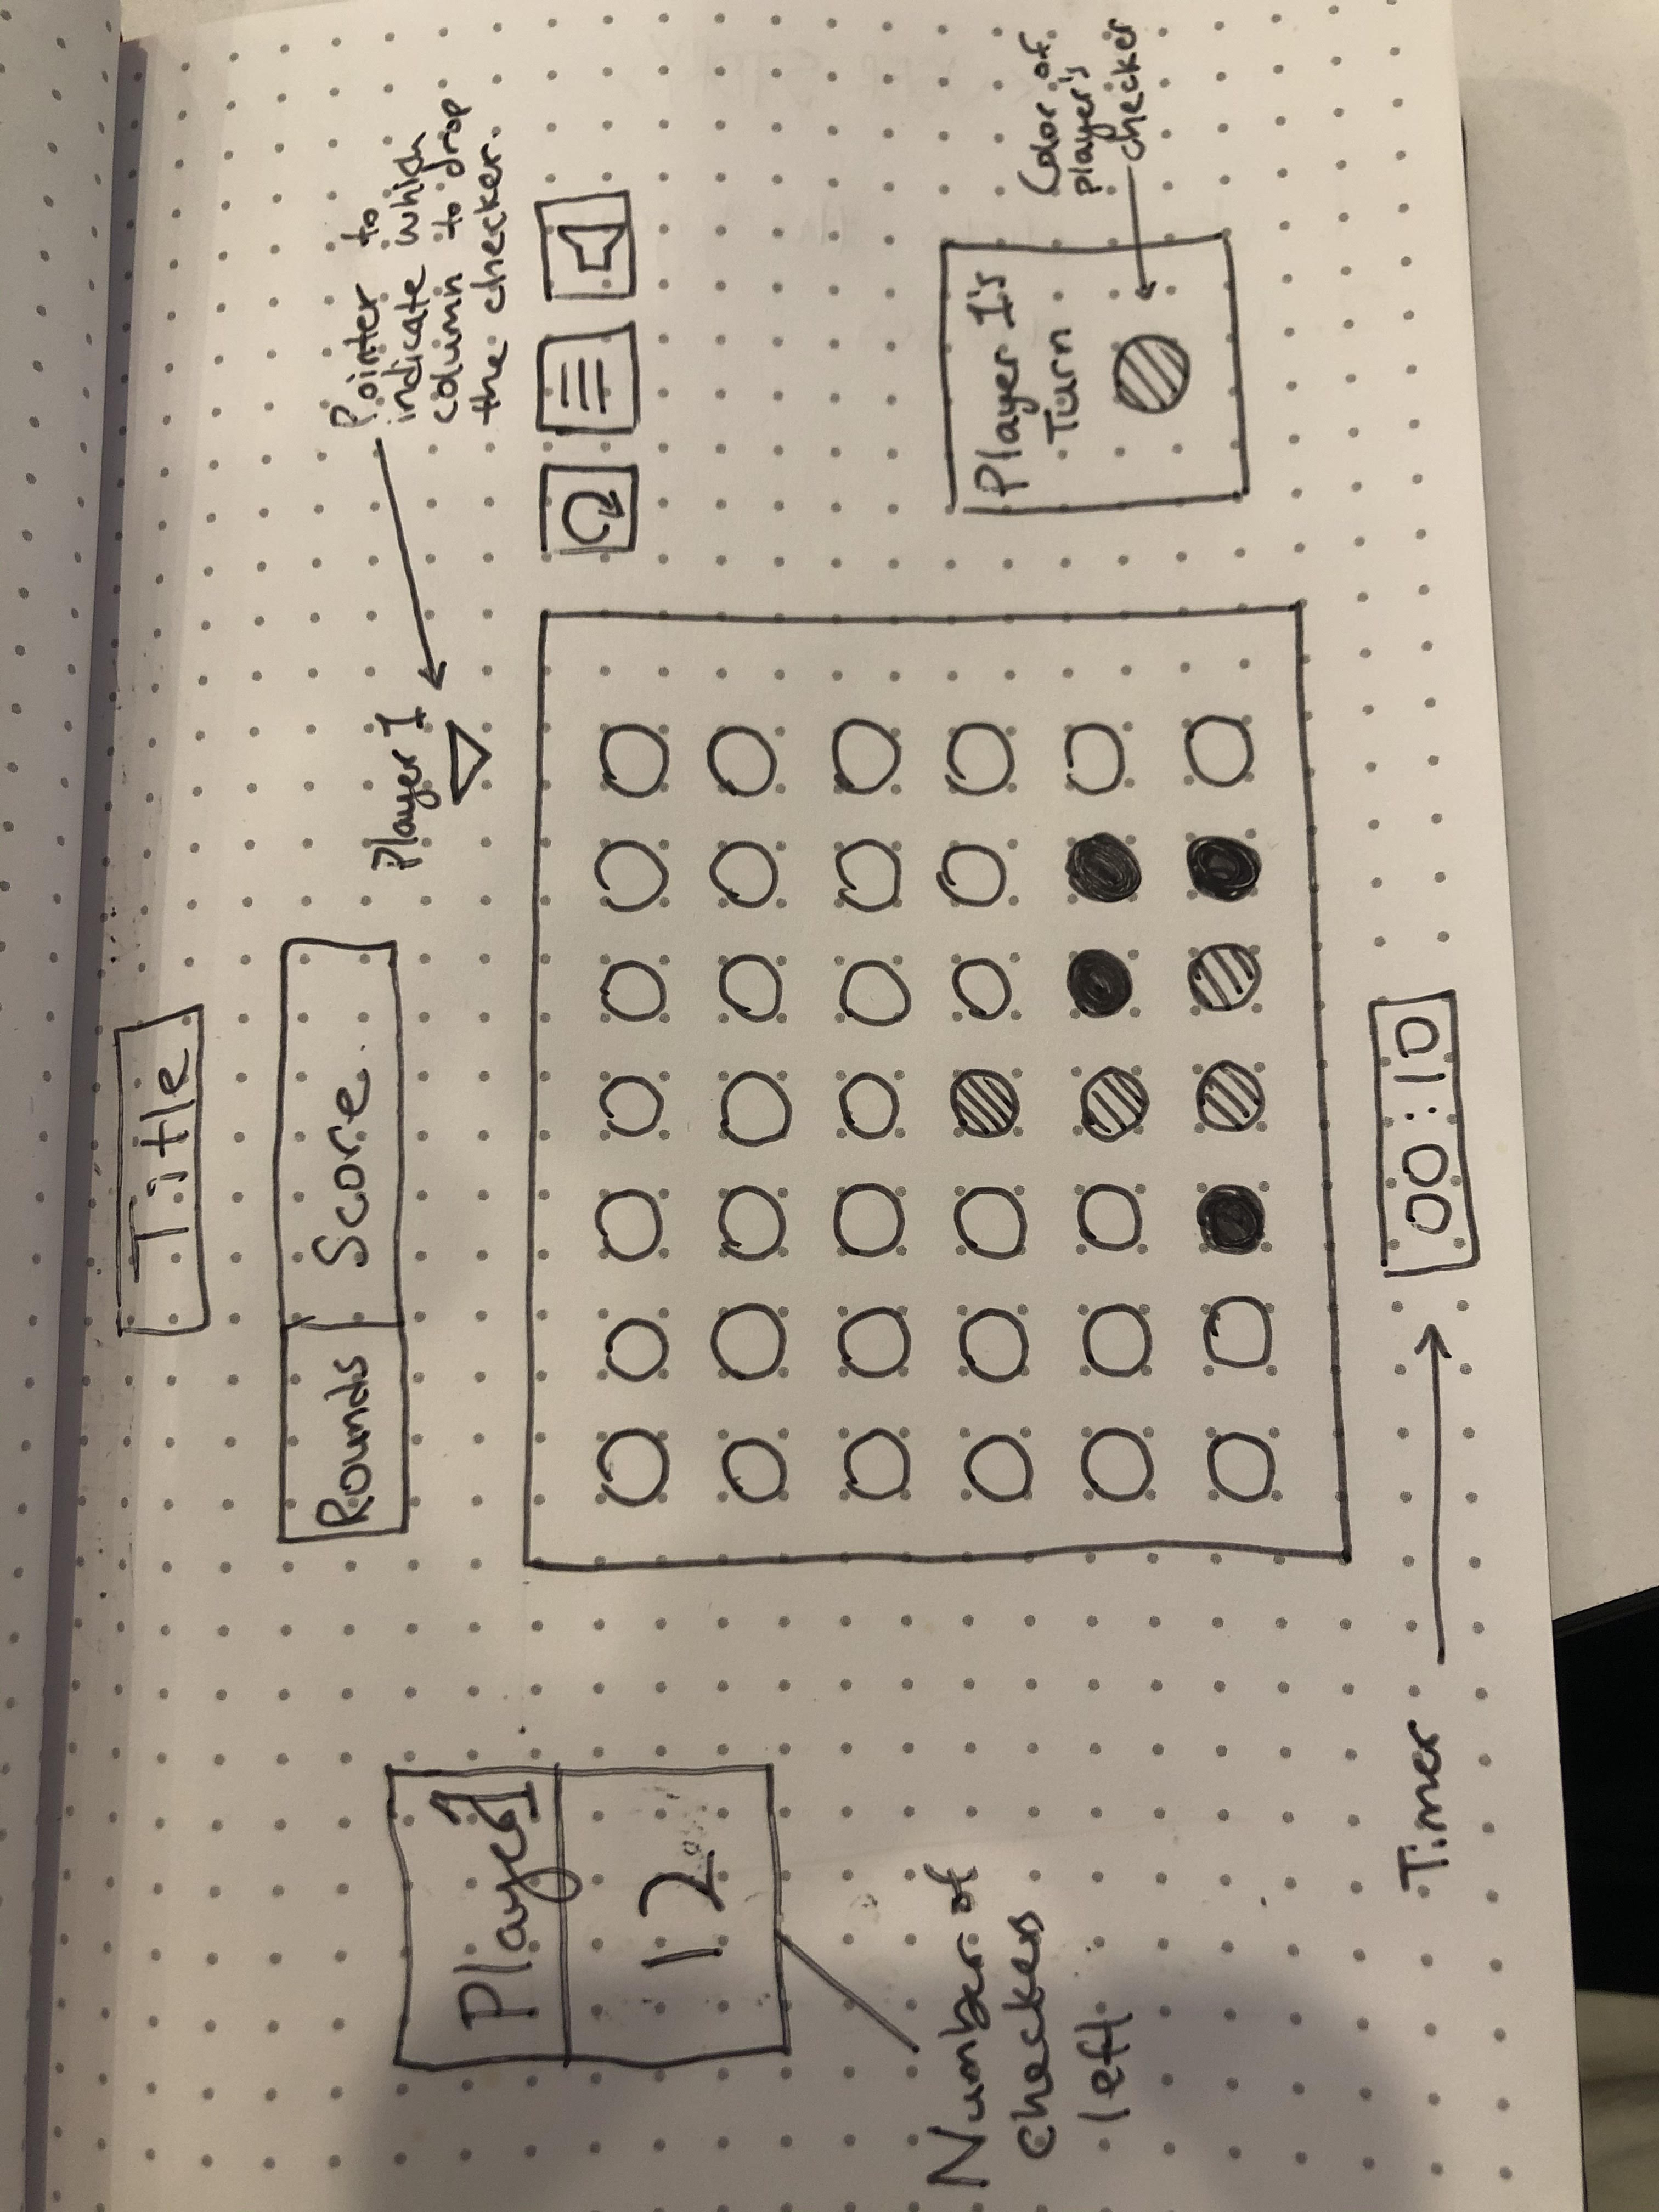 Title
Rounds Score
Player 1
Pointer to
indicate which
column to drop
the checker.
Player 1
12
Number of
checkers
left
Player 1's
Turn
Color of
player's
checker
Timer
00:10